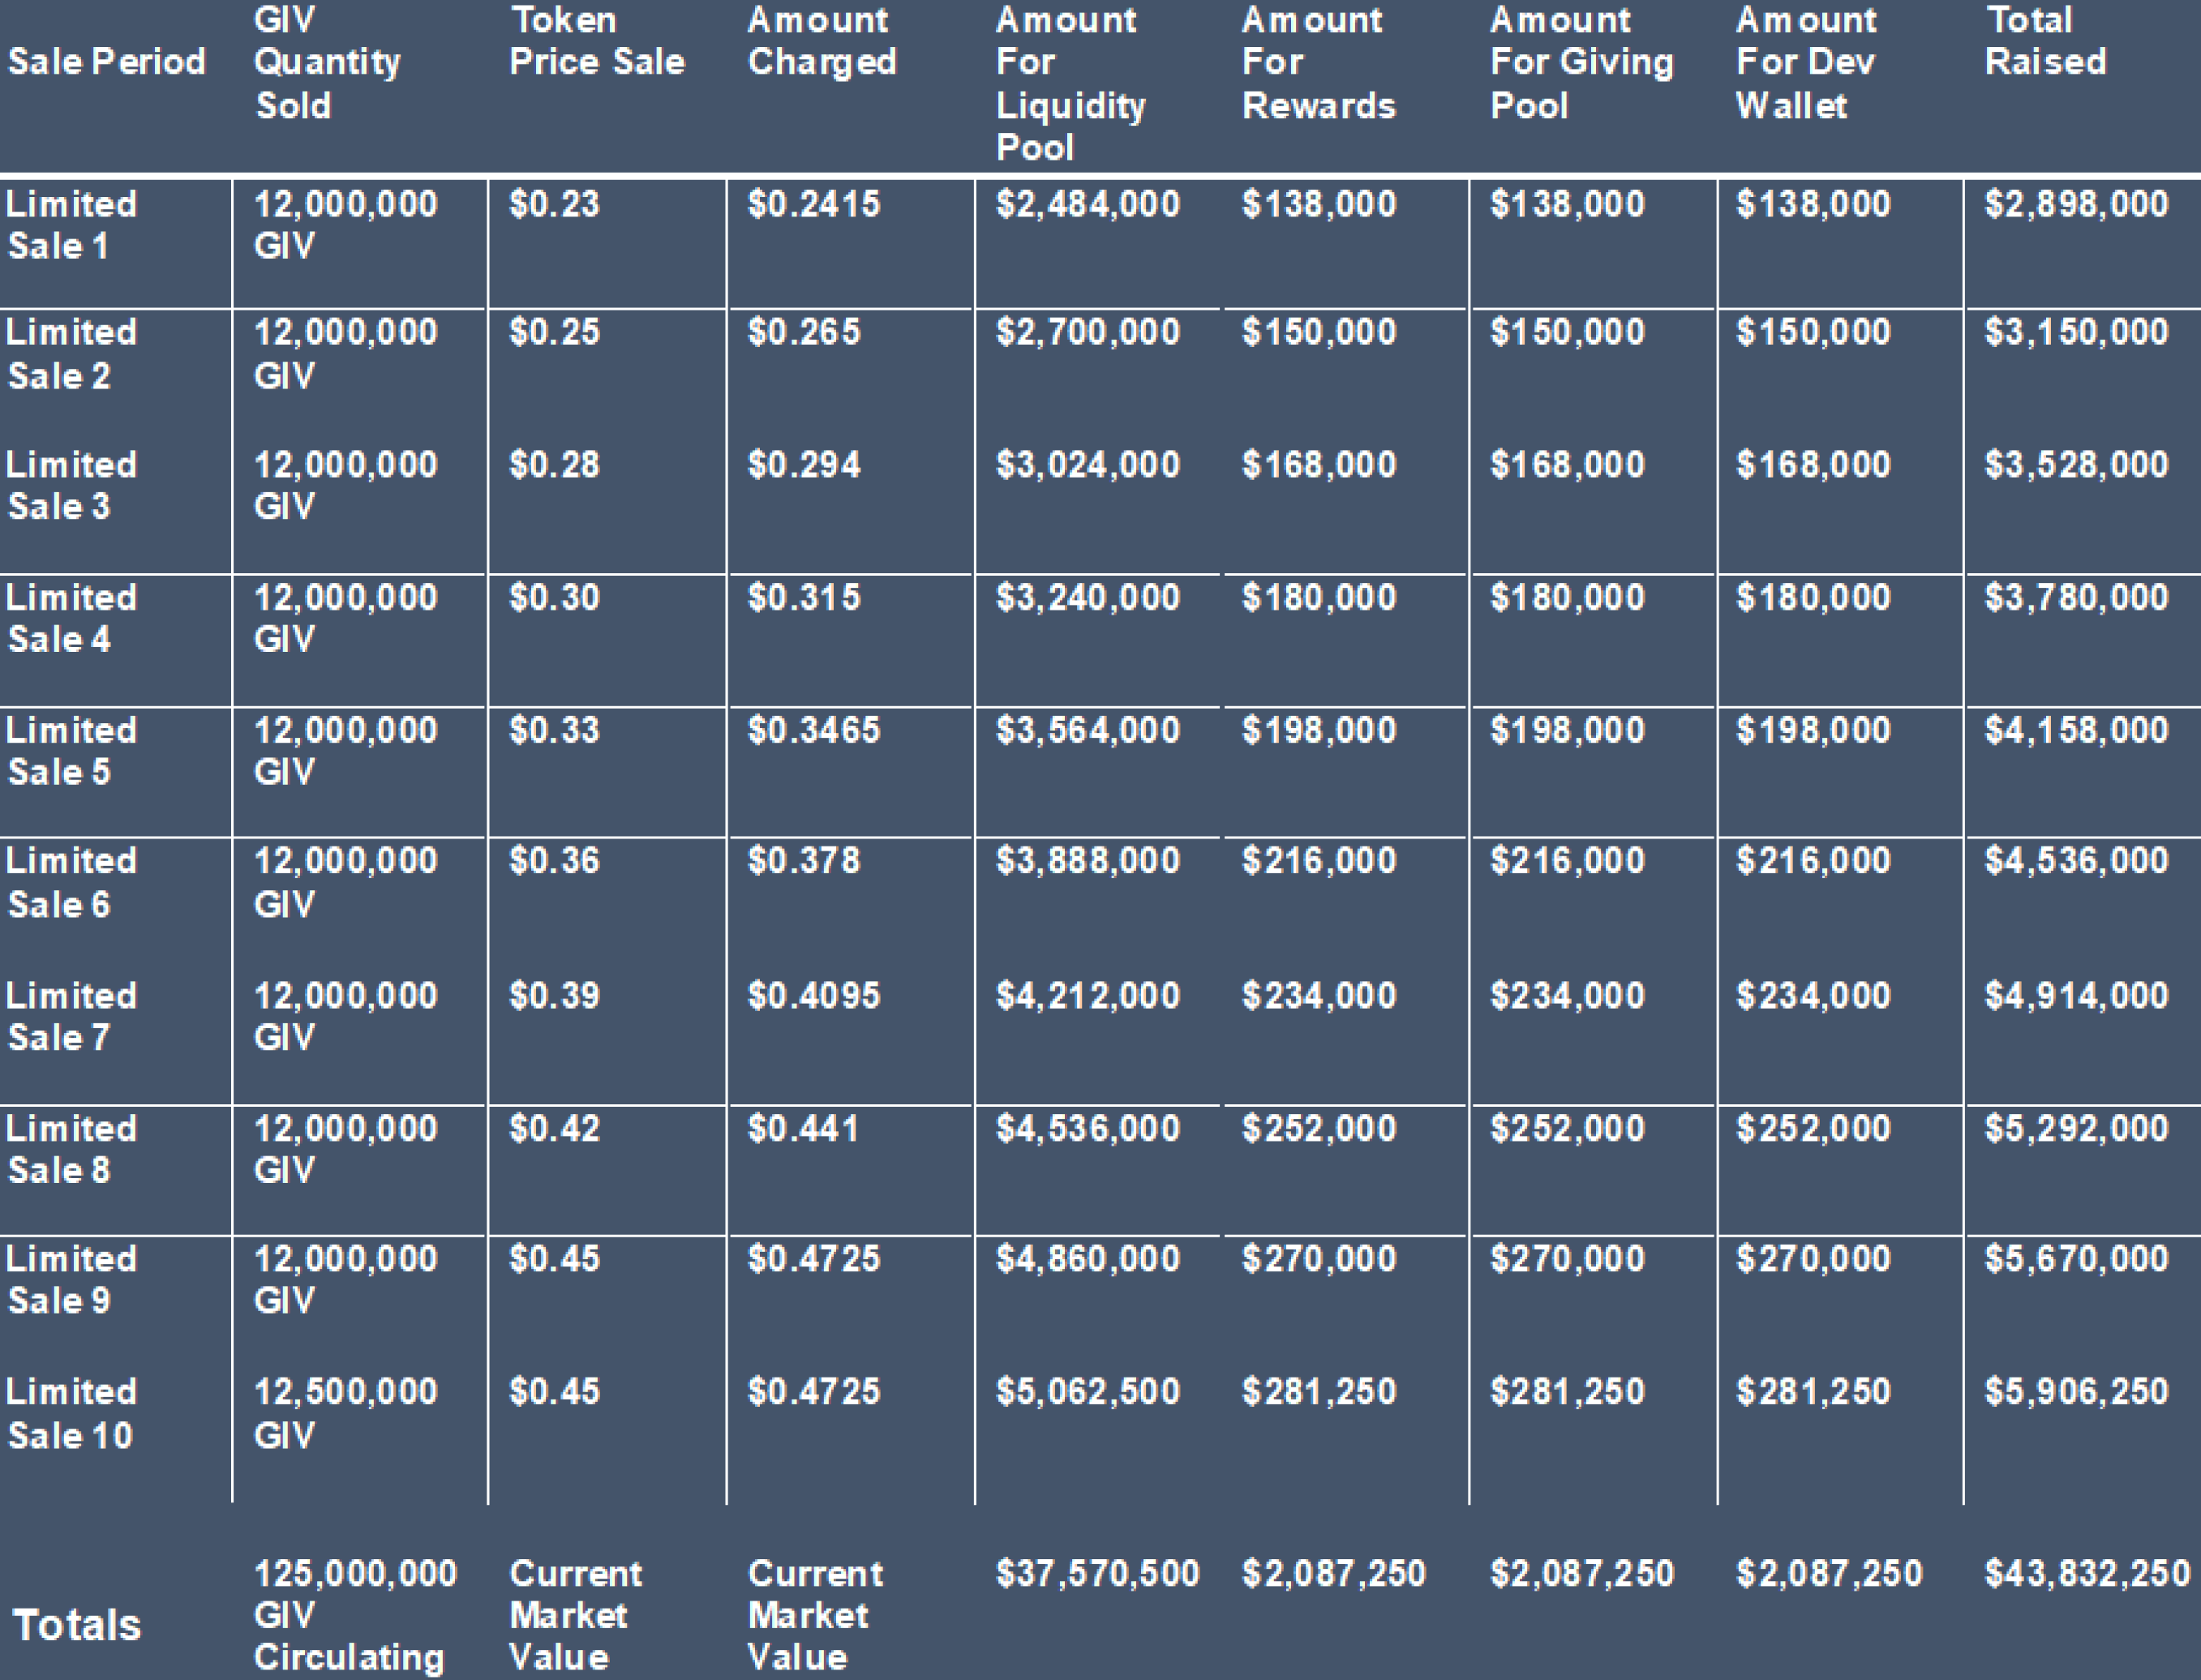 Sale Period
GIV
Quantity
Sold
Token
Price Sale
Amount
Charged
Amount
For
Liquidity
Pool
Amount
For
Rewards
Amount
For Giving
Pool
Amount
For Dev
Wallet
Total
Raised
Limited
Sale 1
12,000,000
GIV
$0.23
$0.2415
$2,484,000
$138,000
$138,000
$138,000
$2,898,000
Limited
Sale 2
12,000,000
GIV
$0.25
$0.265
$2,700,000
$150,000
$150,000
$150,000
$3,150,000
Limited
Sale 3
12,000,000
GIV
$0.28
$0.294
$3,024,000
$168,000
$168,000
$168,000
$3,528,000
Limited
Sale 4
12,000,000
GIV
$0.30
$0.315
$3,240,000
$180,000
$180,000
$180,000
$3,780,000
Limited
Sale 5
12,000,000
GIV
$0.33
$0.3465
$3,564,000
$198,000
$198,000
$198,000
$4,158,000
Limited
Sale 6
12,000,000
GIV
$0.36
$0.378
$3,888,000
$216,000
$216,000
$216,000
$4,536,000
Limited
Sale 7
12,000,000
GIV
$0.39
$0.4095
$4,212,000
$234,000
$234,000
$234,000
$4,914,000
Limited
Sale 8
12,000,000
GIV
$0.42
$0.441
$4,536,000
$252,000
$252,000
$252,000
$5,292,000
Limited
Sale 9
12,000,000
GIV
$0.45
$0.4725
$4,860,000
$270,000
$270,000
$270,000
$5,670,000
Limited
Sale 10
12,500,000
GIV
$0.45
$0.4725
$5,062,500
$281,250
$281,250
$281,250
$5,906,250
Totals
125,000,000
GIV
Circulating
Current
Market
Value
Current
Market
Value
$37,570,500
$2,087,250
$2,087,250
$2,087,250
$43,832,250